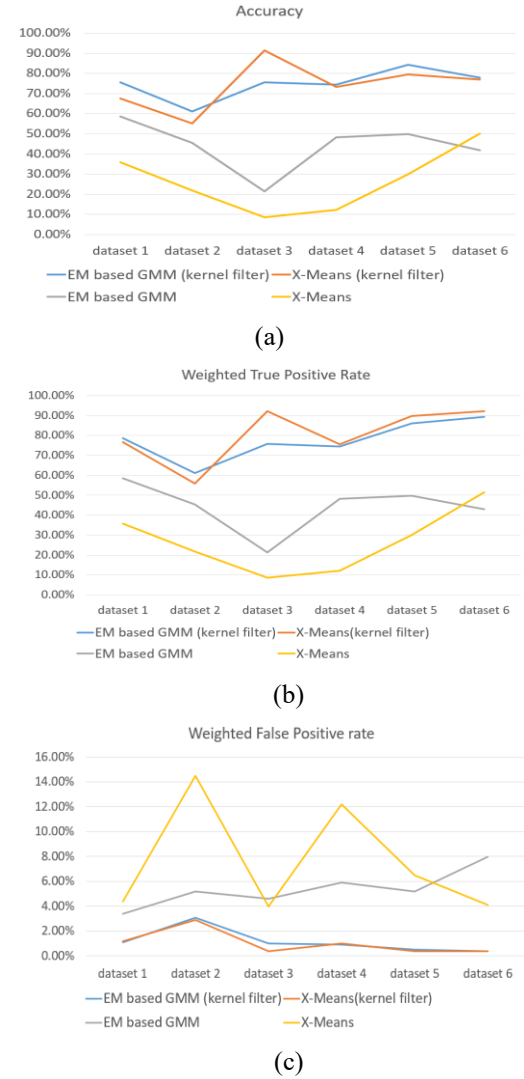 Accuracy
100.00%
90.00%
80.00%
70.00%
60.00%
50.00%
40.00%
30.00%
20.00%
10.00%
0.00%
dataset 1 dataset 2 dataset 3 dataset 4 dataset 5 dataset 6
EM based GMM (kernel filter) X-Means (kernel filter)
EM based GMM X-Means
(a)
Weighted True Positive Rate
100.00%
90.00%
80.00%
70.00%
60.00%
50.00%
40.00%
30.00%
20.00%
10.00%
0.00%
dataset 1 dataset 2 dataset 3 dataset 4 dataset 5 dataset 6
EM based GMM (kernel filter) X-Means(kernel filter)
EM based GMM X-Means
(b)
Weighted False Positive rate
16.00%
14.00%
12.00%
10.00%
8.00%
6.00%
4.00%
2.00%
0.00%
dataset 1 dataset 2 dataset 3 dataset 4 dataset 5 dataset 6
EM based GMM (kernel filter) X-Means(kernel filter)
EM based GMM X-Means
(c)